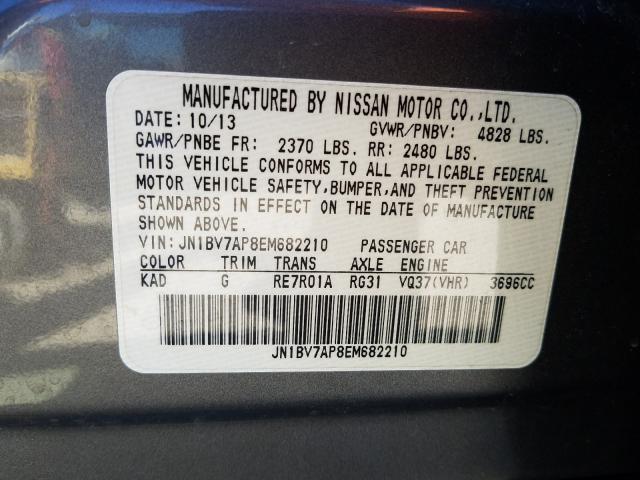 MANUFACTURED BY NISSAN MOTOR CO.,LTD.
DATE: 10/13 GVWR/PNBV: 4828 LBS.
GAWR/PNBE FR: 2370 LBS. RR: 2480 LBS.
THIS VEHICLE CONFORMS TO ALL APPLICABLE FEDERAL
MOTOR VEHICLE SAFETY,BUMPER,AND THEFT PREVENTION
STANDARDS IN EFFECT ON THE DATE OF MANUFACTURE
SHOWN ABOVE.
VIN:JN1BV7AP8EM682210 PASSENGER CAR
COLOR TRIM TRANS AXLE ENGINE
KAD G RE7R01A RG31 VQ37(VHR) 3696CC
JN1BV7AP8EM682210